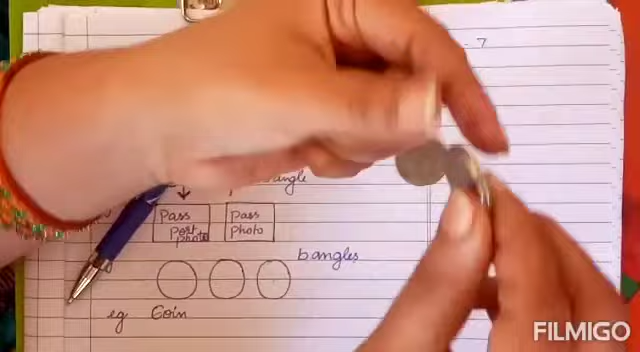 - 7
angle
Pass Post photo
Pass Photo
bangles
eg Coin
FILMIGO